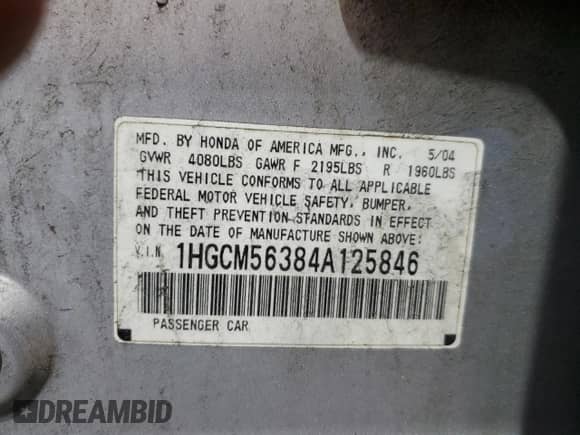 MFD. BY HONDA OF AMERICA MFG., INC. 5/04
GVWR 4080LBS GAWR F 2195LBS R 1960LBS
THIS VEHICLE CONFORMS TO ALL APPLICABLE
FEDERAL MOTOR VEHICLE SAFETY, BUMPER,
AND THEFT PREVENTION STANDARDS IN EFFECT
ON THE DATE OF MANUFACTURE SHOWN ABOVE:
V.I.N. 1HGCM56384A125846
PASSENGER CAR
DREAMBID